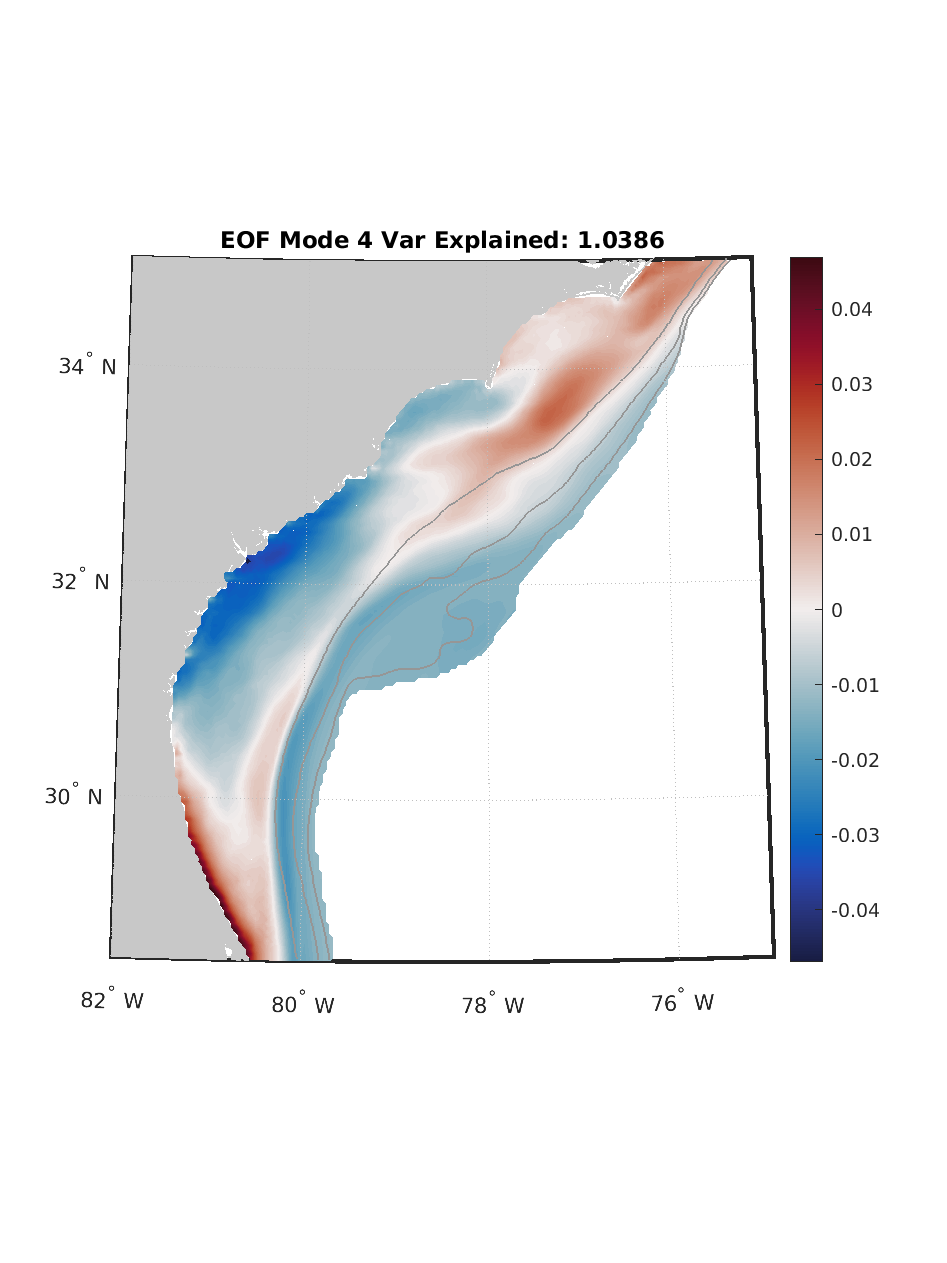 EOF Mode 4 Var Explained: 1.0386
34° N
32° N
30° N
82° W
80° W
78° W
76° W
0.04
0.03
0.02
0.01
0
-0.01
-0.02
-0.03
-0.04